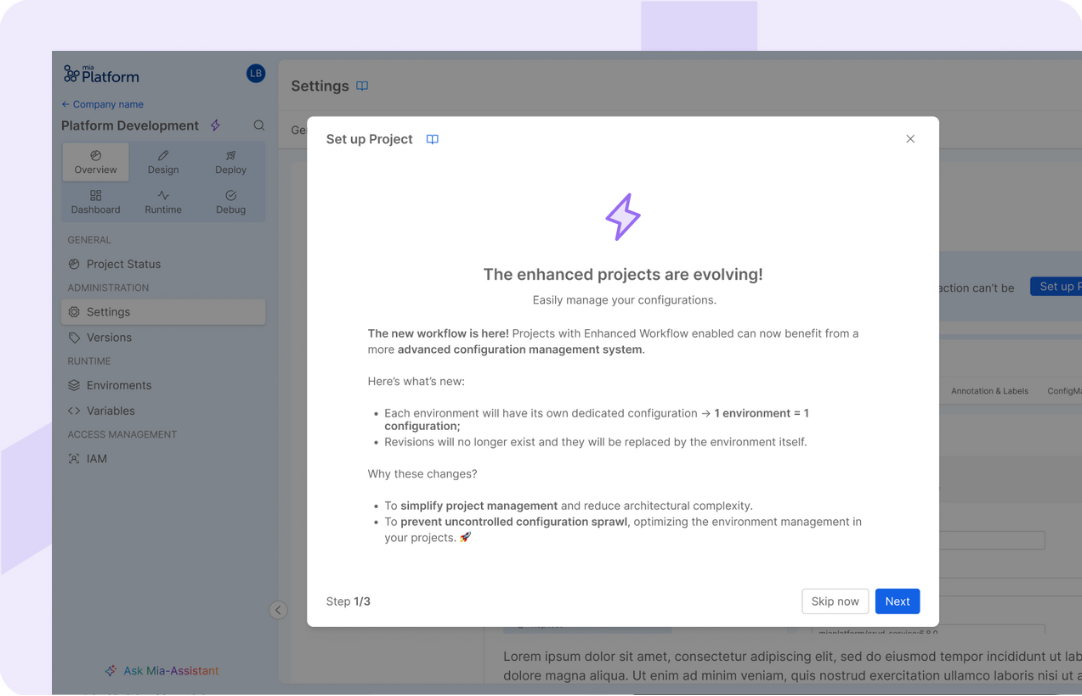 mia
Platform
LB
Settings
← Company name
Platform Development
Ge
Overview
Design
Deploy
Dashboard
Runtime
Debug
GENERAL
Project Status
ADMINISTRATION
Settings
Versions
RUNTIME
Enviroments
Variables
ACCESS MANAGEMENT
IAM
Ask Mia-Assistant
Set up Project
The enhanced projects are evolving!
Easily manage your configurations.
The new workflow is here! Projects with Enhanced Workflow enabled can now benefit from a
more advanced configuration management system.
Here's what's new:
• Each environment will have its own dedicated configuration → 1 environment = 1
configuration;
• Revisions will no longer exist and they will be replaced by the environment itself.
Why these changes?
• To simplify project management and reduce architectural complexity.
• To prevent uncontrolled configuration sprawl, optimizing the environment management in
your projects. 🚀
Step 1/3
Skip now
Next
action can't be
Set up P
Annotation & Labels
ConfigMa
Lorem ipsum dolor sit amet, consectetur adipiscing elit, sed do eiusmod tempor incididunt ut lab
dolore magna aliqua. Ut enim ad minim veniam, quis nostrud exercitation ullamco laboris nisi ut a